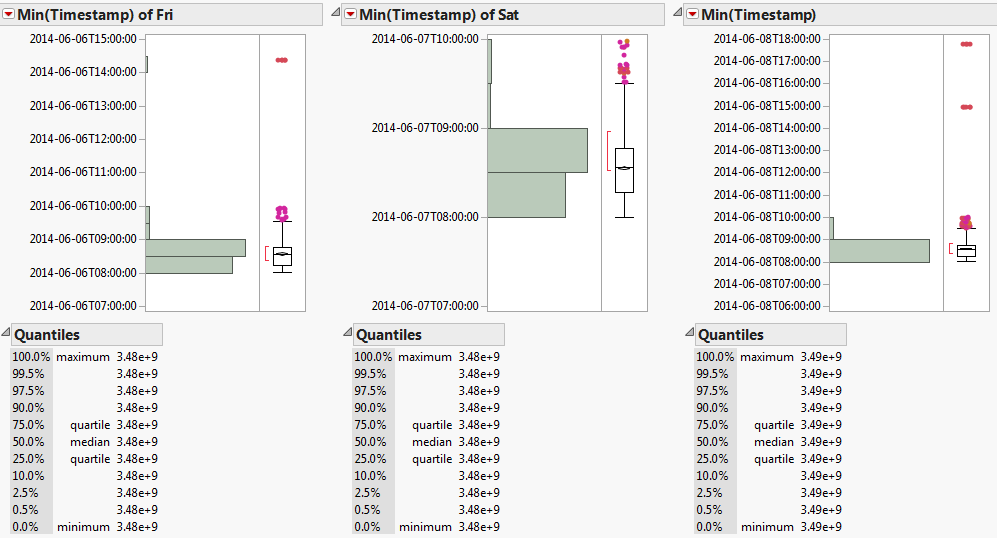 Min(Timestamp) of Fri
2014-06-06T15:00:00
2014-06-06T14:00:00
2014-06-06T13:00:00
2014-06-06T12:00:00
2014-06-06T11:00:00
2014-06-06T10:00:00
2014-06-06T09:00:00
2014-06-06T08:00:00
2014-06-06T07:00:00
Quantiles
100.0% maximum 3.48e+9
99.5% 3.48e+9
97.5% 3.48e+9
90.0% 3.48e+9
75.0% quartile 3.48e+9
50.0% median 3.48e+9
25.0% quartile 3.48e+9
10.0% 3.48e+9
2.5% 3.48e+9
0.5% 3.48e+9
0.0% minimum 3.48e+9
Min(Timestamp) of Sat
2014-06-07T10:00:00
2014-06-07T09:00:00
2014-06-07T08:00:00
2014-06-07T07:00:00
Quantiles
100.0% maximum 3.48e+9
99.5% 3.48e+9
97.5% 3.48e+9
90.0% 3.48e+9
75.0% quartile 3.48e+9
50.0% median 3.48e+9
25.0% quartile 3.48e+9
10.0% 3.48e+9
2.5% 3.48e+9
0.5% 3.48e+9
0.0% minimum 3.48e+9
Min(Timestamp)
2014-06-08T18:00:00
2014-06-08T17:00:00
2014-06-08T16:00:00
2014-06-08T15:00:00
2014-06-08T14:00:00
2014-06-08T13:00:00
2014-06-08T12:00:00
2014-06-08T11:00:00
2014-06-08T10:00:00
2014-06-08T09:00:00
2014-06-08T08:00:00
2014-06-08T07:00:00
2014-06-08T06:00:00
Quantiles
100.0% maximum 3.49e+9
99.5% 3.49e+9
97.5% 3.49e+9
90.0% 3.49e+9
75.0% quartile 3.49e+9
50.0% median 3.49e+9
25.0% quartile 3.49e+9
10.0% 3.49e+9
2.5% 3.49e+9
0.5% 3.49e+9
0.0% minimum 3.49e+9